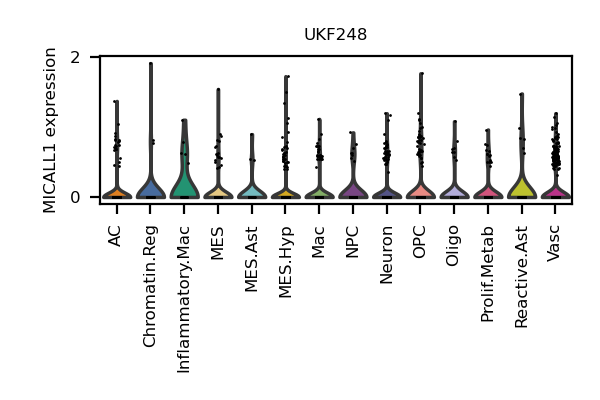 UKF248
MICALL1 expression
2
0
AC
Chromatin.Reg
Inflammatory.Mac
MES
MES.Ast
MES.Hyp
Mac
NPC
Neuron
OPC
Oligo
Prolif.Metab
Reactive.Ast
Vasc